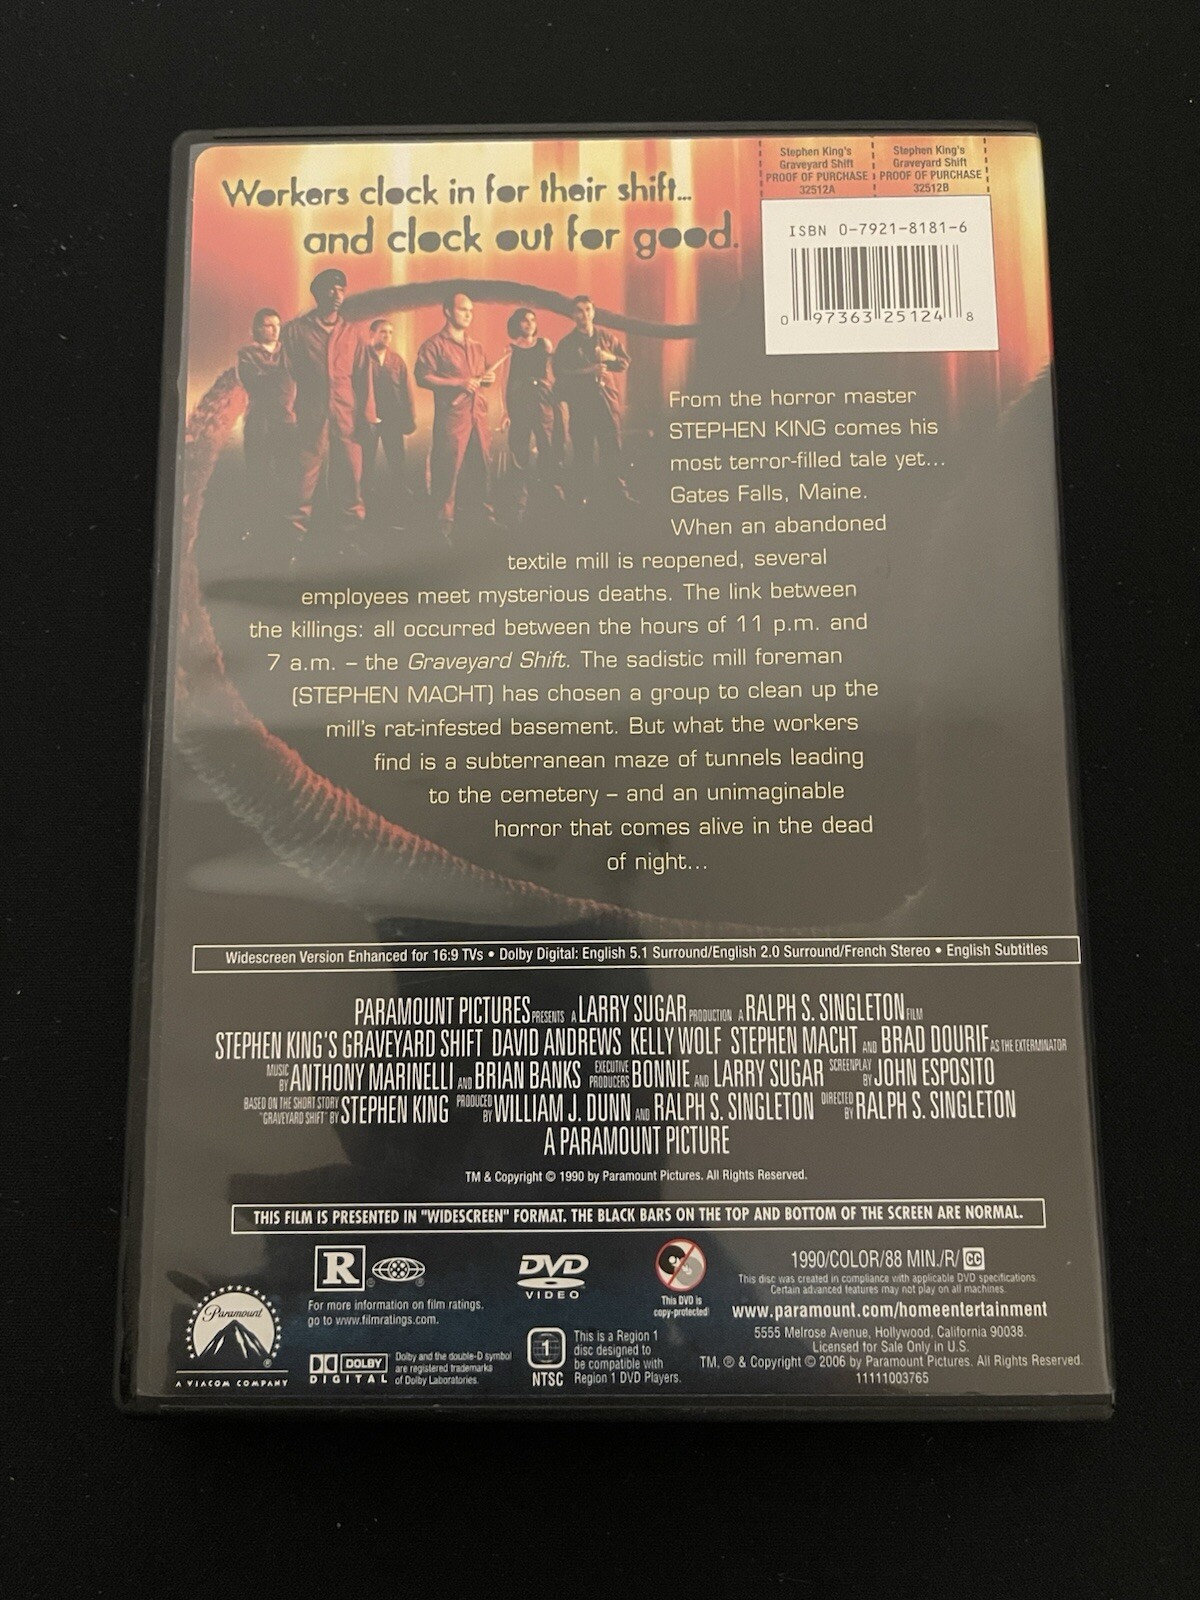 Workers clock in for their shift...
and clock out for good.
Stephen King's
Graveyard Shift
PROOF OF PURCHASE
32512A
Stephen King's
Graveyard Shift
PROOF OF PURCHASE
32512B
ISBN 0-7921-8181-6
0 97363 25124 8
From the horror master
STEPHEN KING comes his
most terror-filled tale yet...
Gates Falls, Maine.
When an abandoned
textile mill is reopened, several
employees meet mysterious deaths. The link between
the killings: all occurred between the hours of 11 p.m. and
7 a.m. – the Graveyard Shift. The sadistic mill foreman
(STEPHEN MACHT) has chosen a group to clean up the
mill's rat-infested basement. But what the workers
find is a subterranean maze of tunnels leading
to the cemetery – and an unimaginable
horror that comes alive in the dead
of night...
Widescreen Version Enhanced for 16:9 TVs • Dolby Digital: English 5.1 Surround/English 2.0 Surround/French Stereo • English Subtitles
PARAMOUNT PICTURES PRESENTS A LARRY SUGAR PRODUCTION A RALPH S. SINGLETON FILM
STEPHEN KING'S GRAVEYARD SHIFT DAVID ANDREWS KELLY WOLF STEPHEN MACHT AND BRAD DOURIF AS THE EXTERMINATOR
MUSIC BY ANTHONY MARINELLI AND BRIAN BANKS EXECUTIVE PRODUCERS BONNIE AND LARRY SUGAR SCREENPLAY BY JOHN ESPOSITO
BASED ON THE SHORT STORY "GRAVEYARD SHIFT" BY STEPHEN KING PRODUCED BY WILLIAM J. DUNN AND RALPH S. SINGLETON DIRECTED BY RALPH S. SINGLETON
A PARAMOUNT PICTURE
TM & Copyright © 1990 by Paramount Pictures. All Rights Reserved.
THIS FILM IS PRESENTED IN "WIDESCREEN" FORMAT. THE BLACK BARS ON THE TOP AND BOTTOM OF THE SCREEN ARE NORMAL.
Paramount
®
A VIACOM COMPANY
R
®
For more information on film ratings,
go to www.filmratings.com.
DOLBY
DIGITAL
Dolby and the double-D symbol
are registered trademarks
of Dolby Laboratories.
DVD
VIDEO
1
NTSC
This is a Region 1
disc designed to
be compatible with
Region 1 DVD Players.
This DVD is
copy-protected
1990/COLOR/88 MIN./R/ CC
This disc was created in compliance with applicable DVD specifications.
Certain advanced features may not play on all machines.
www.paramount.com/homeentertainment
5555 Melrose Avenue, Hollywood, California 90038.
Licensed for Sale Only in U.S.
TM, ® & Copyright © 2006 by Paramount Pictures. All Rights Reserved.
11111003765